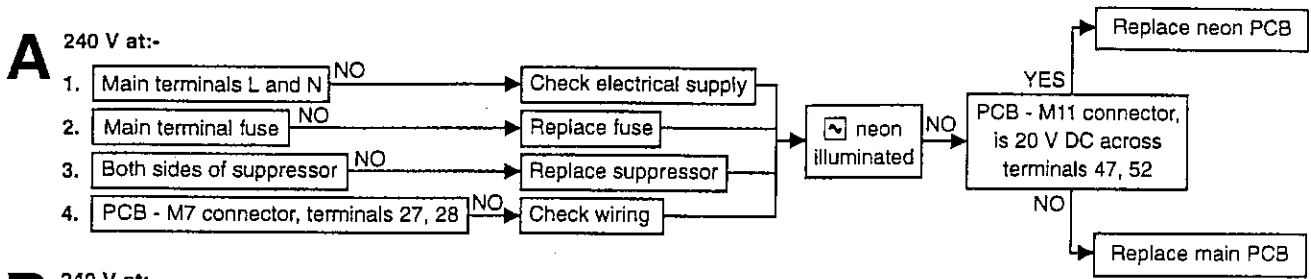 A
240 V at:-
1. Main terminals L and N NO Check electrical supply
2. Main terminal fuse NO Replace fuse
3. Both sides of suppressor NO Replace suppressor
4. PCB - M7 connector, terminals 27, 28 NO Check wiring
neon
illuminated
NO
PCB - M11 connector,
is 20 V DC across
terminals 47, 52
YES
Replace neon PCB
NO
Replace main PCB
240 V at:-